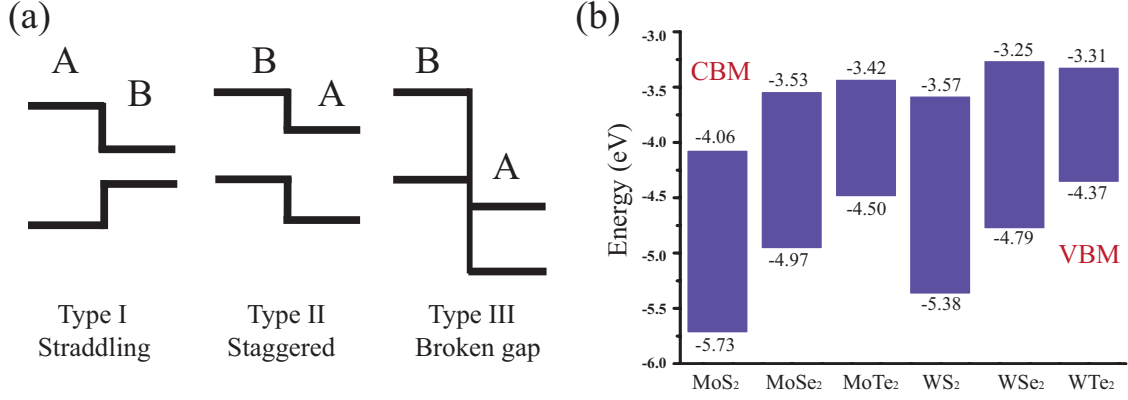 (a)
A
B
Type I
Straddling
B
A
Type II
Staggered
B
A
Type III
Broken gap
(b)
Energy (eV)
-3.0
-3.5
-4.0
-4.5
-5.0
-5.5
-6.0
CBM
VBM
-4.06
-3.53
-3.42
-3.57
-3.25
-3.31
-5.73
-4.97
-4.50
-5.38
-4.79
-4.37
MoS₂ MoSe₂ MoTe₂ WS₂ WSe₂ WTe₂